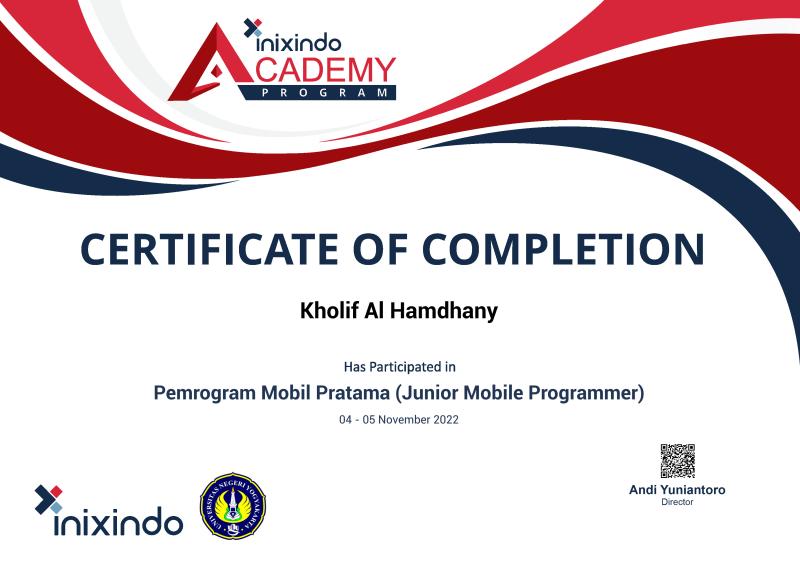 inixindo
ACADEMY
PROGRAM
CERTIFICATE OF COMPLETION
Kholif Al Hamdhany
Has Participated in
Pemrogram Mobil Pratama (Junior Mobile Programmer)
04 - 05 November 2022
Andi Yuniantoro
Director
inixindo
UNIVERSITAS NEGERI YOGYAKARTA